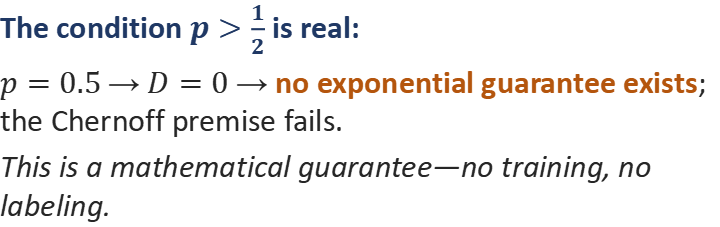 The condition p > 1/2 is real:
p = 0.5 → D = 0 → no exponential guarantee exists;
the Chernoff premise fails.
This is a mathematical guarantee—no training, no
labeling.